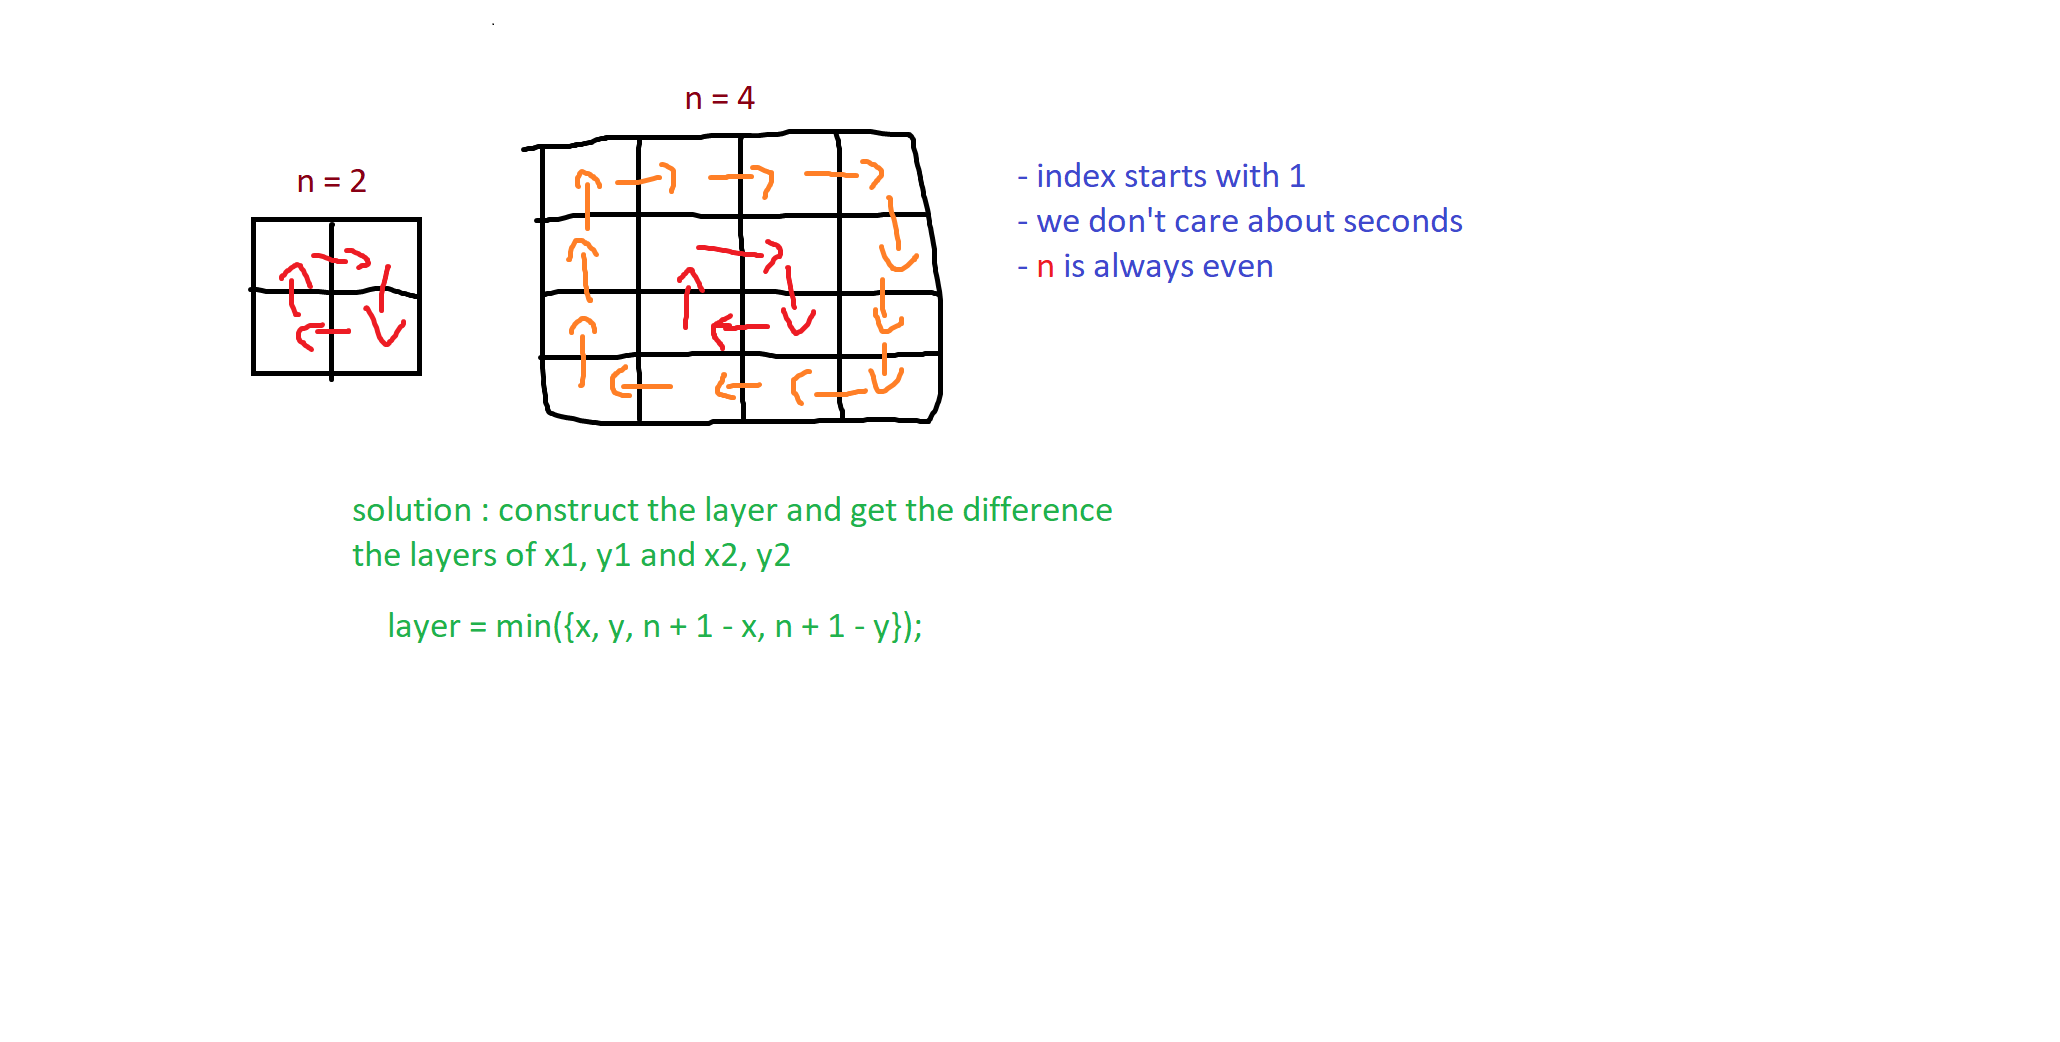 n = 4
n = 2
- index starts with 1
- we don't care about seconds
- n is always even
solution : construct the layer and get the difference
the layers of x1, y1 and x2, y2
layer = min({x, y, n + 1 - x, n + 1 - y});